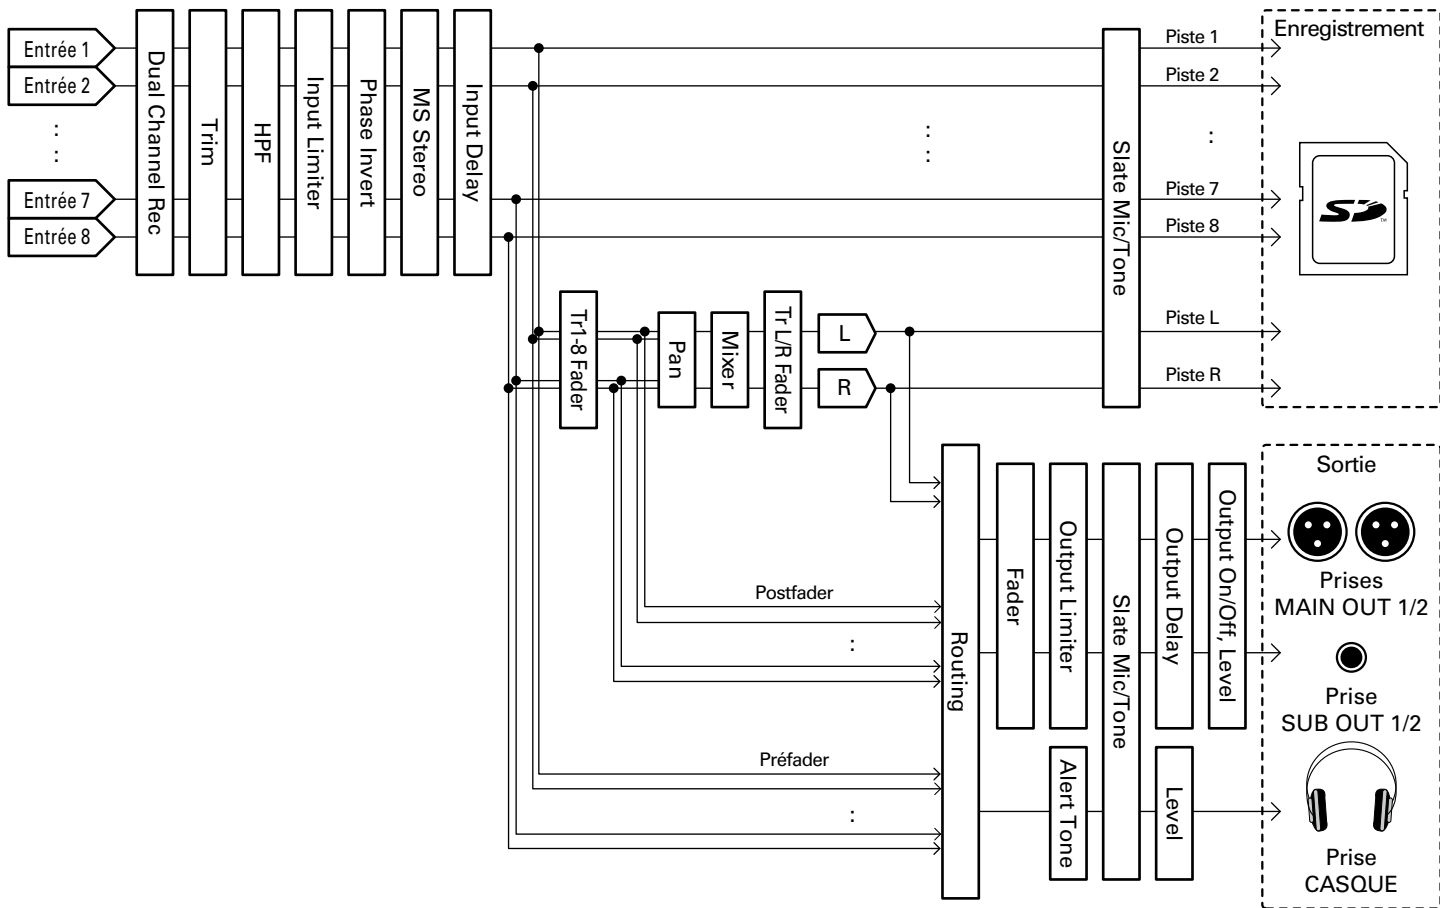 Entrée 1
Entrée 2
:
:
Entrée 7
Entrée 8
Dual Channel Rec
Trim
HPF
Input Limiter
Phase Invert
MS Stereo
Input Delay
:
:
Slate Mic/Tone
Piste 1
Piste 2
:
Piste 7
Piste 8
Piste L
Piste R
Enregistrement
SD
TM
Tr1-8 Fader
Pan
Mixer
Tr L/R Fader
L
R
Postfader
:
Préfader
:
Routing
Fader
Output Limiter
Alert Tone
Slate Mic/Tone
Output Delay
Level
Output On/Off, Level
Sortie
Prises
MAIN OUT 1/2
Prise
SUB OUT 1/2
Prise
CASQUE